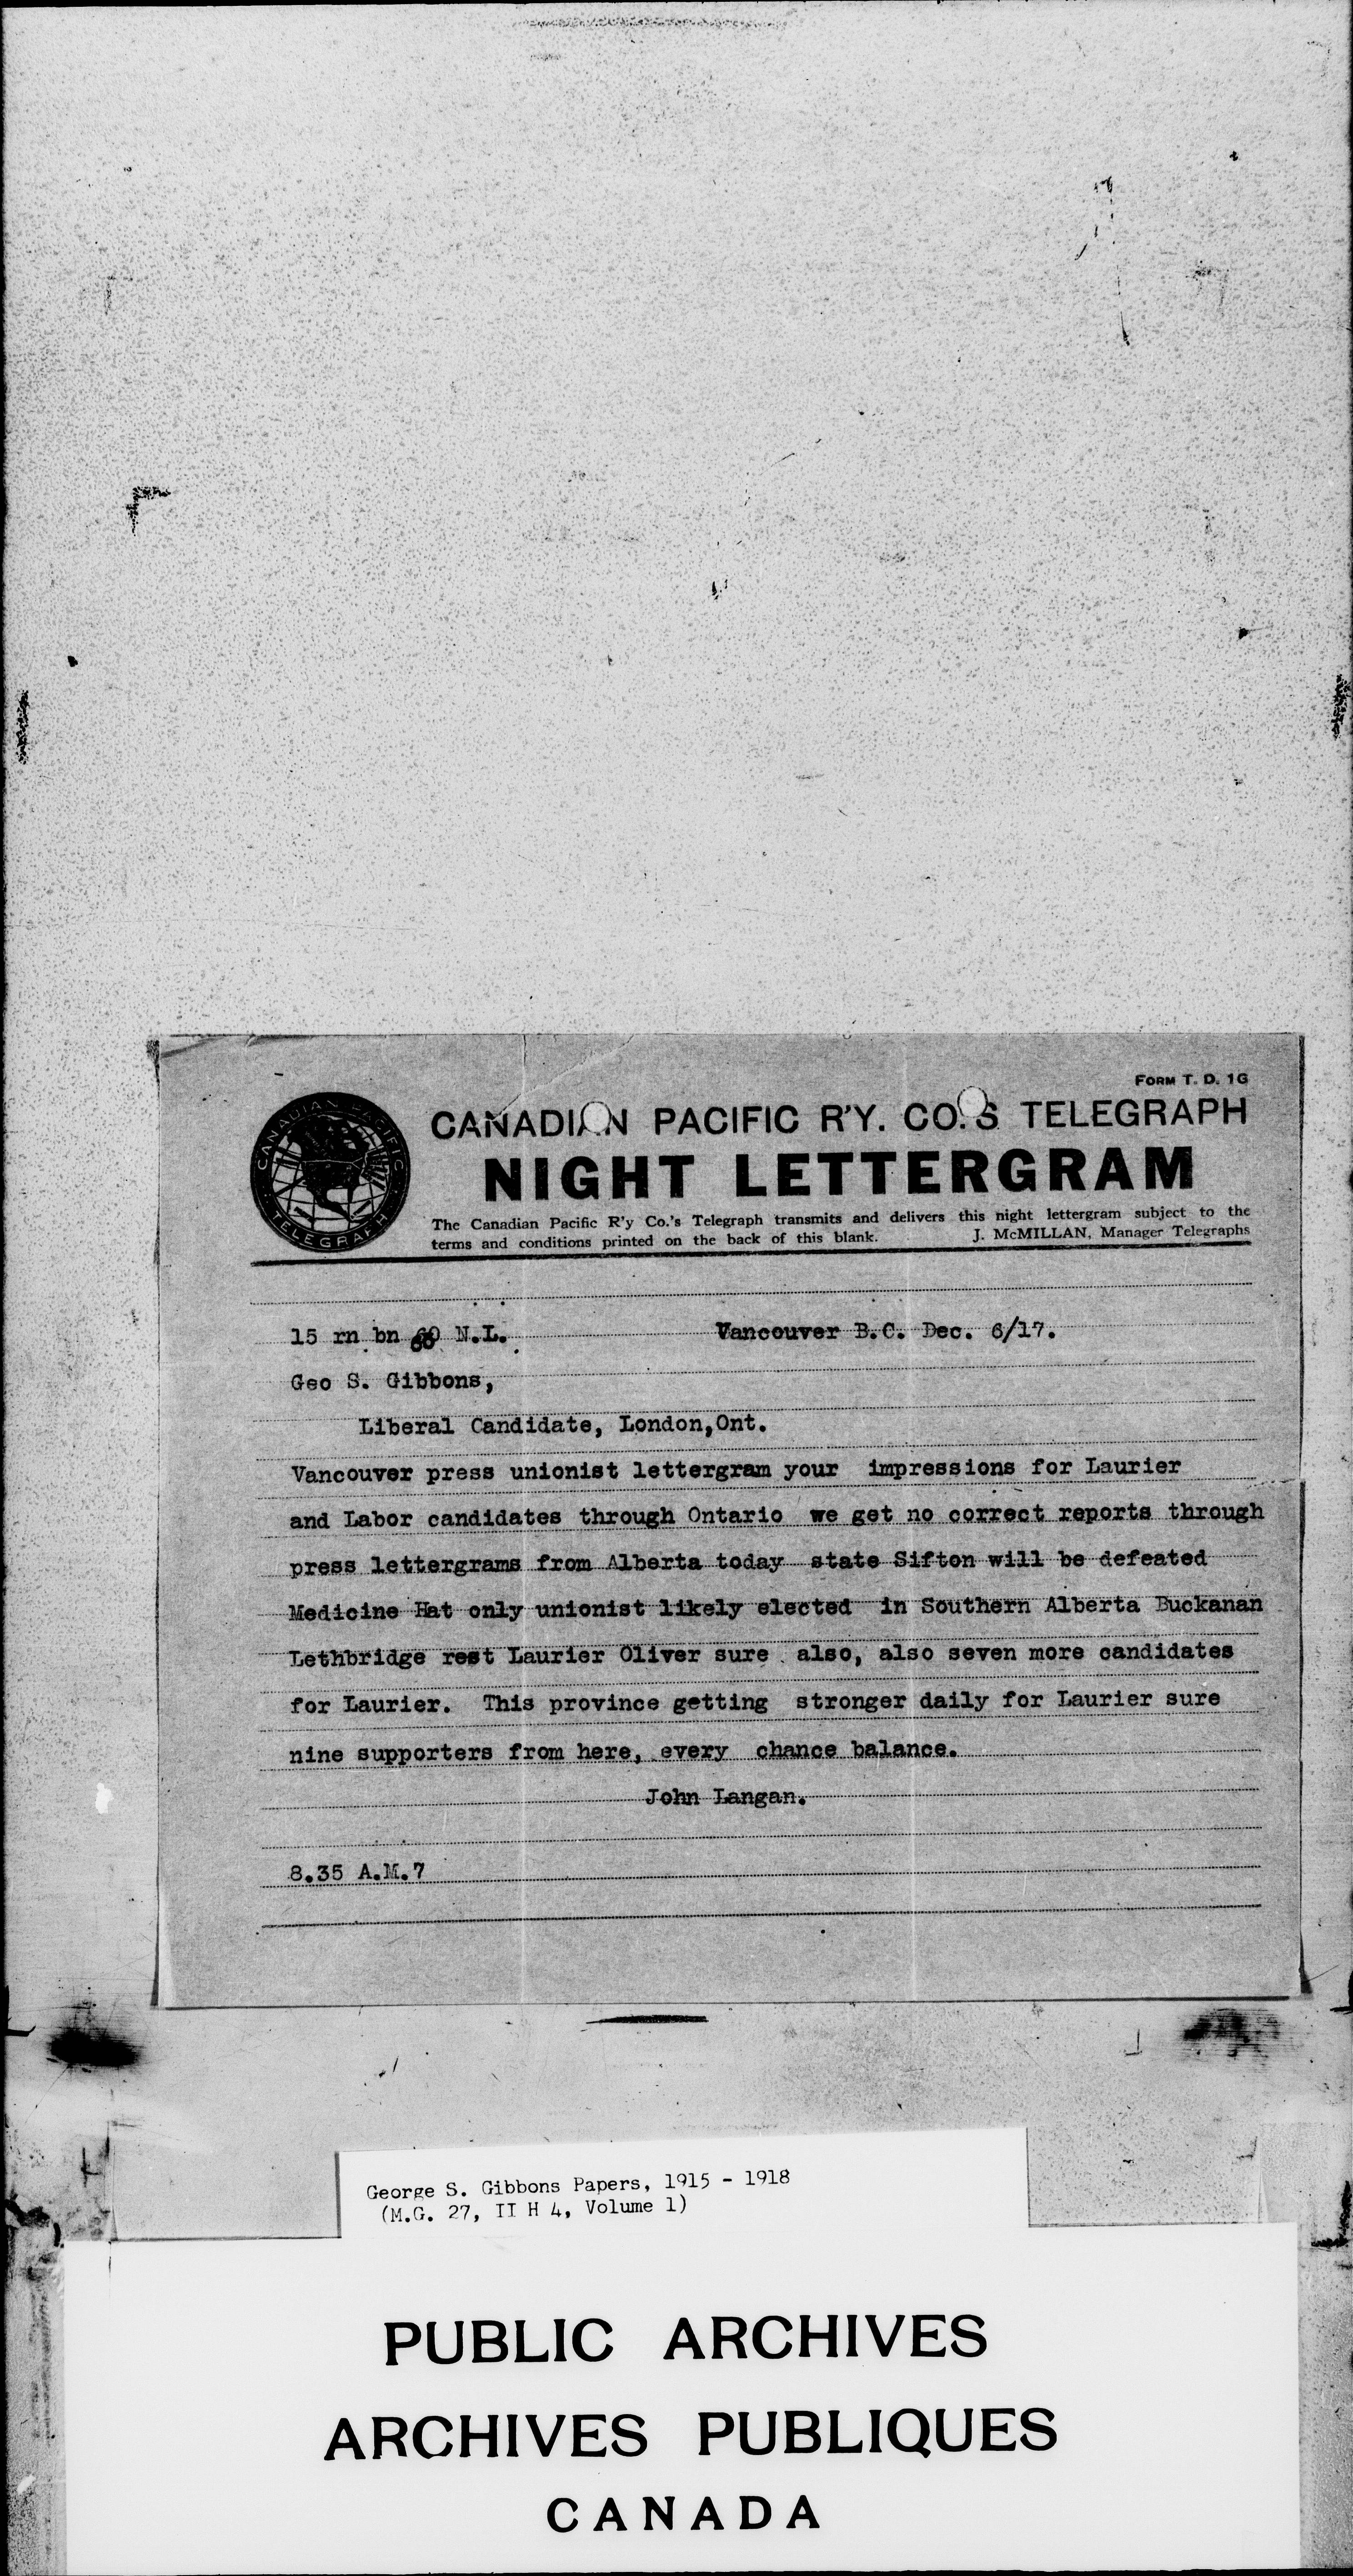 FORM T. D. 1G
CANADIAN PACIFIC R'Y. CO.'S TELEGRAPH
NIGHT LETTERGRAM
The Canadian Pacific R'y Co.'s Telegraph transmits and delivers this night lettergram subject to the
terms and conditions printed on the back of this blank. J. McMILLAN, Manager Telegraphs
CANADIAN PACIFIC
TELEGRAPH
15 rn bn 60 N.L. Vancouver B.C. Dec. 6/17.
Geo S. Gibbons,
Liberal Candidate, London,Ont.
Vancouver press unionist lettergram your impressions for Laurier
and Labor candidates through Ontario we get no correct reports through
press lettergrams from Alberta today state Sifton will be defeated
Medicine Hat only unionist likely elected in Southern Alberta Buckanan
Lethbridge rest Laurier Oliver sure also, also seven more candidates
for Laurier. This province getting stronger daily for Laurier sure
nine supporters from here, every chance balance.
John Langan.
8.35 A.M.7
George S. Gibbons Papers, 1915 - 1918
(M.G. 27, II H 4, Volume 1)
PUBLIC ARCHIVES
ARCHIVES PUBLIQUES
CANADA